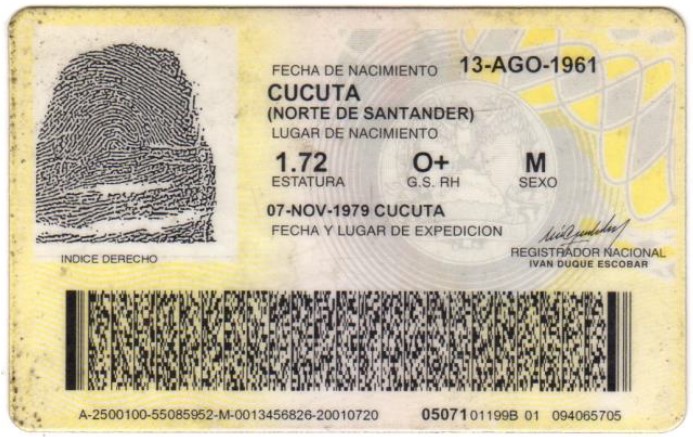 FECHA DE NACIMIENTO 13-AGO-1961
CUCUTA
(NORTE DE SANTANDER)
LUGAR DE NACIMIENTO
1.72 O+ M
ESTATURA G.S. RH SEXO
07-NOV-1979 CUCUTA
FECHA Y LUGAR DE EXPEDICION
REGISTRADOR NACIONAL
IVAN DUQUE ESCOBAR
INDICE DERECHO
A-2500100-55085952-M-0013456826-20010720 05071 01199B 01 094065705